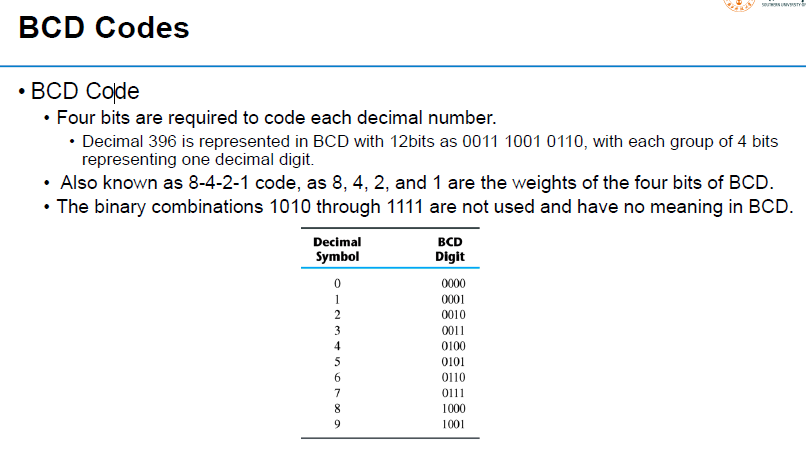 SOUTHERN UNIVERSITY O
BCD Codes
• BCD Code
• Four bits are required to code each decimal number.
• Decimal 396 is represented in BCD with 12bits as 0011 1001 0110, with each group of 4 bits
representing one decimal digit.
• Also known as 8-4-2-1 code, as 8, 4, 2, and 1 are the weights of the four bits of BCD.
• The binary combinations 1010 through 1111 are not used and have no meaning in BCD.
Decimal Symbol BCD Digit
0 0000
1 0001
2 0010
3 0011
4 0100
5 0101
6 0110
7 0111
8 1000
9 1001